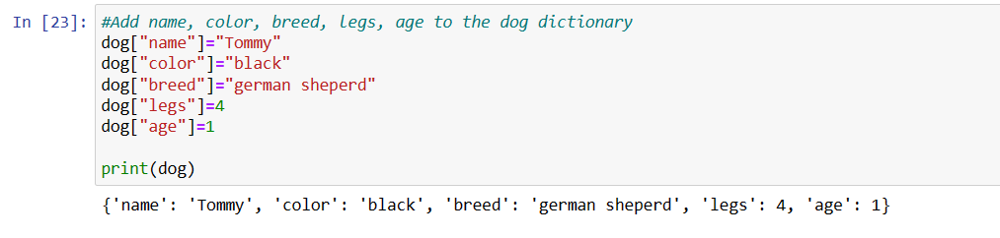 In [23]: #Add name, color, breed, legs, age to the dog dictionary
dog["name"]="Tommy"
dog["color"]="black"
dog["breed"]="german sheperd"
dog["legs"]=4
dog["age"]=1
print(dog)
{'name': 'Tommy', 'color': 'black', 'breed': 'german sheperd', 'legs': 4, 'age': 1}